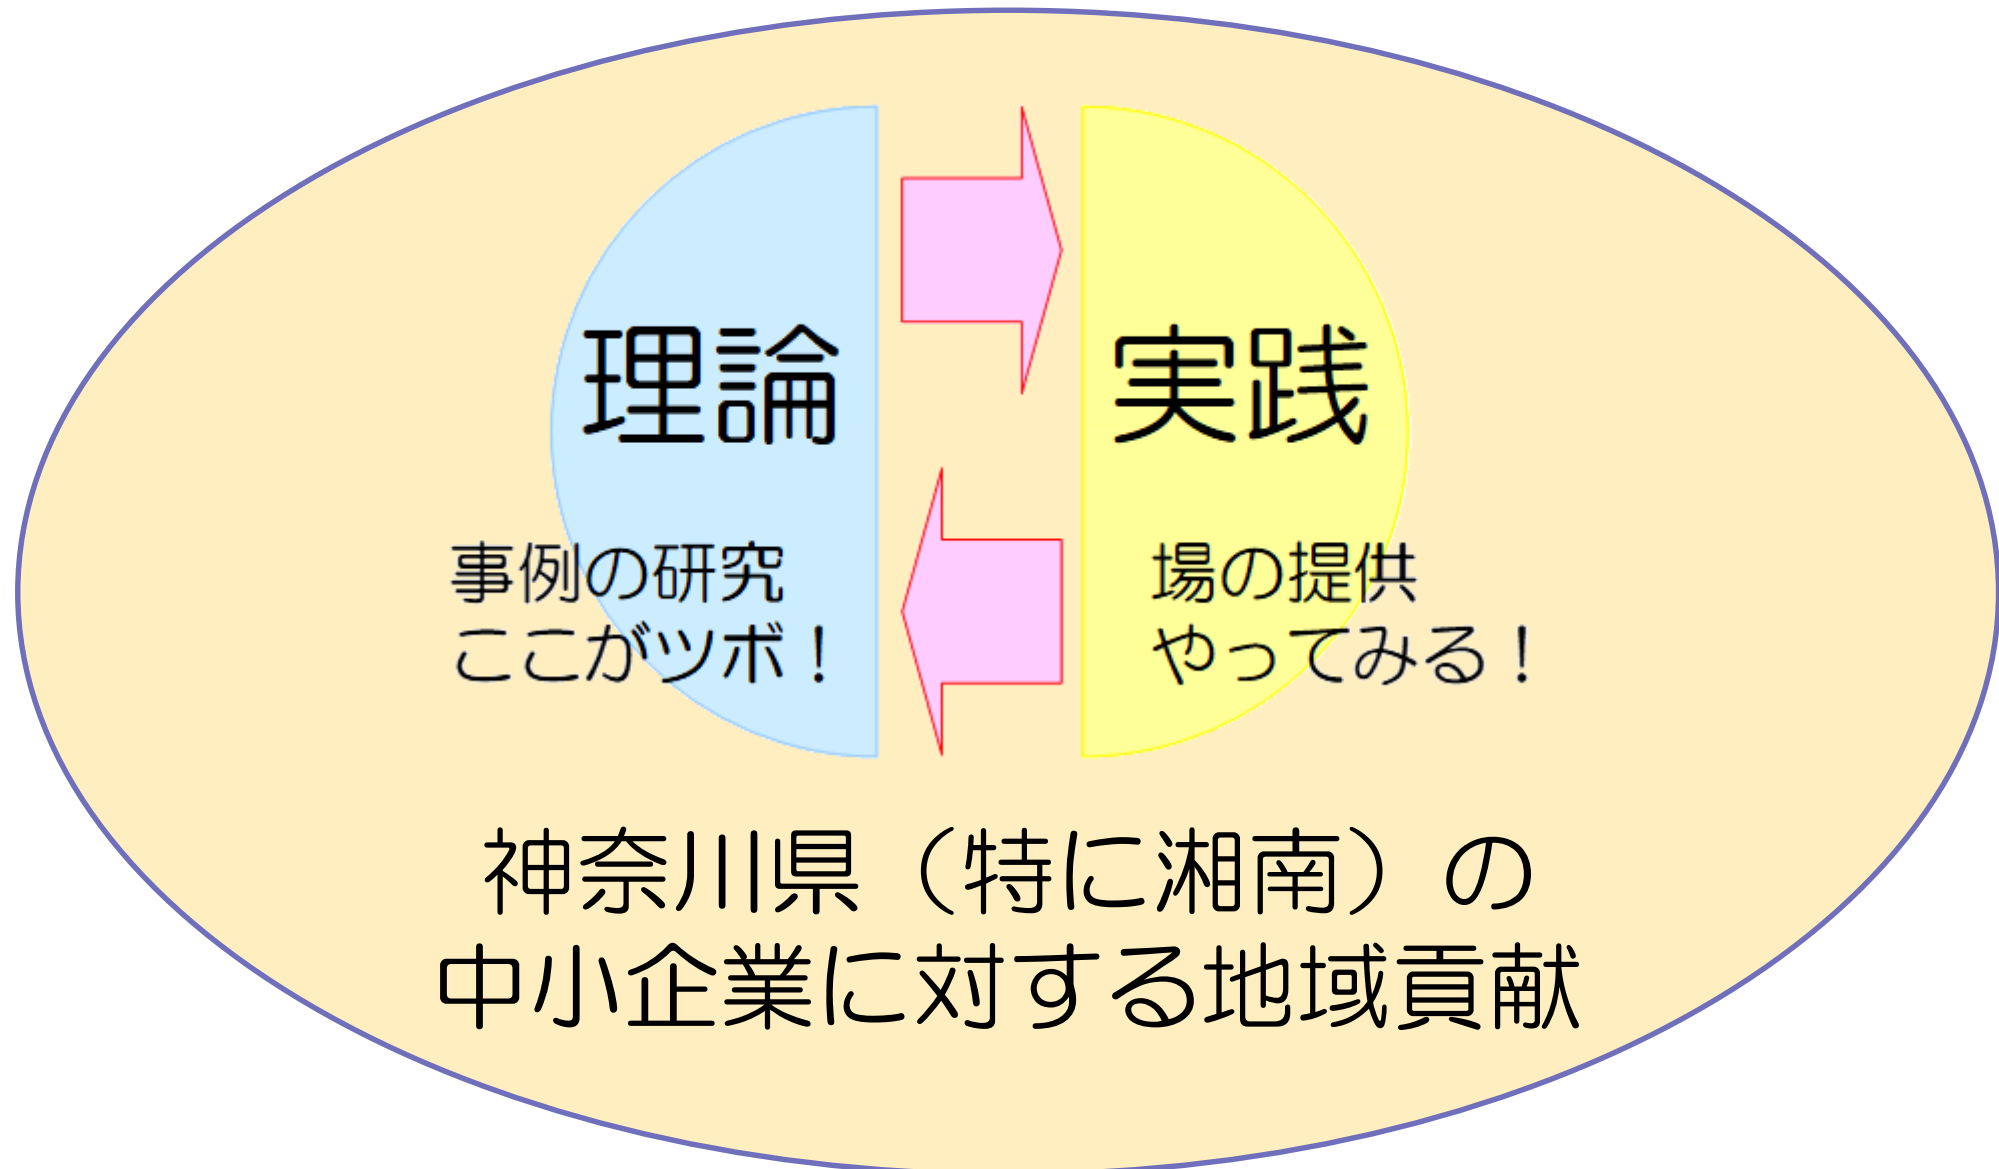 理論
事例の研究
ここがツボ！
実践
場の提供
やってみる！
神奈川県（特に湘南）の
中小企業に対する地域貢献